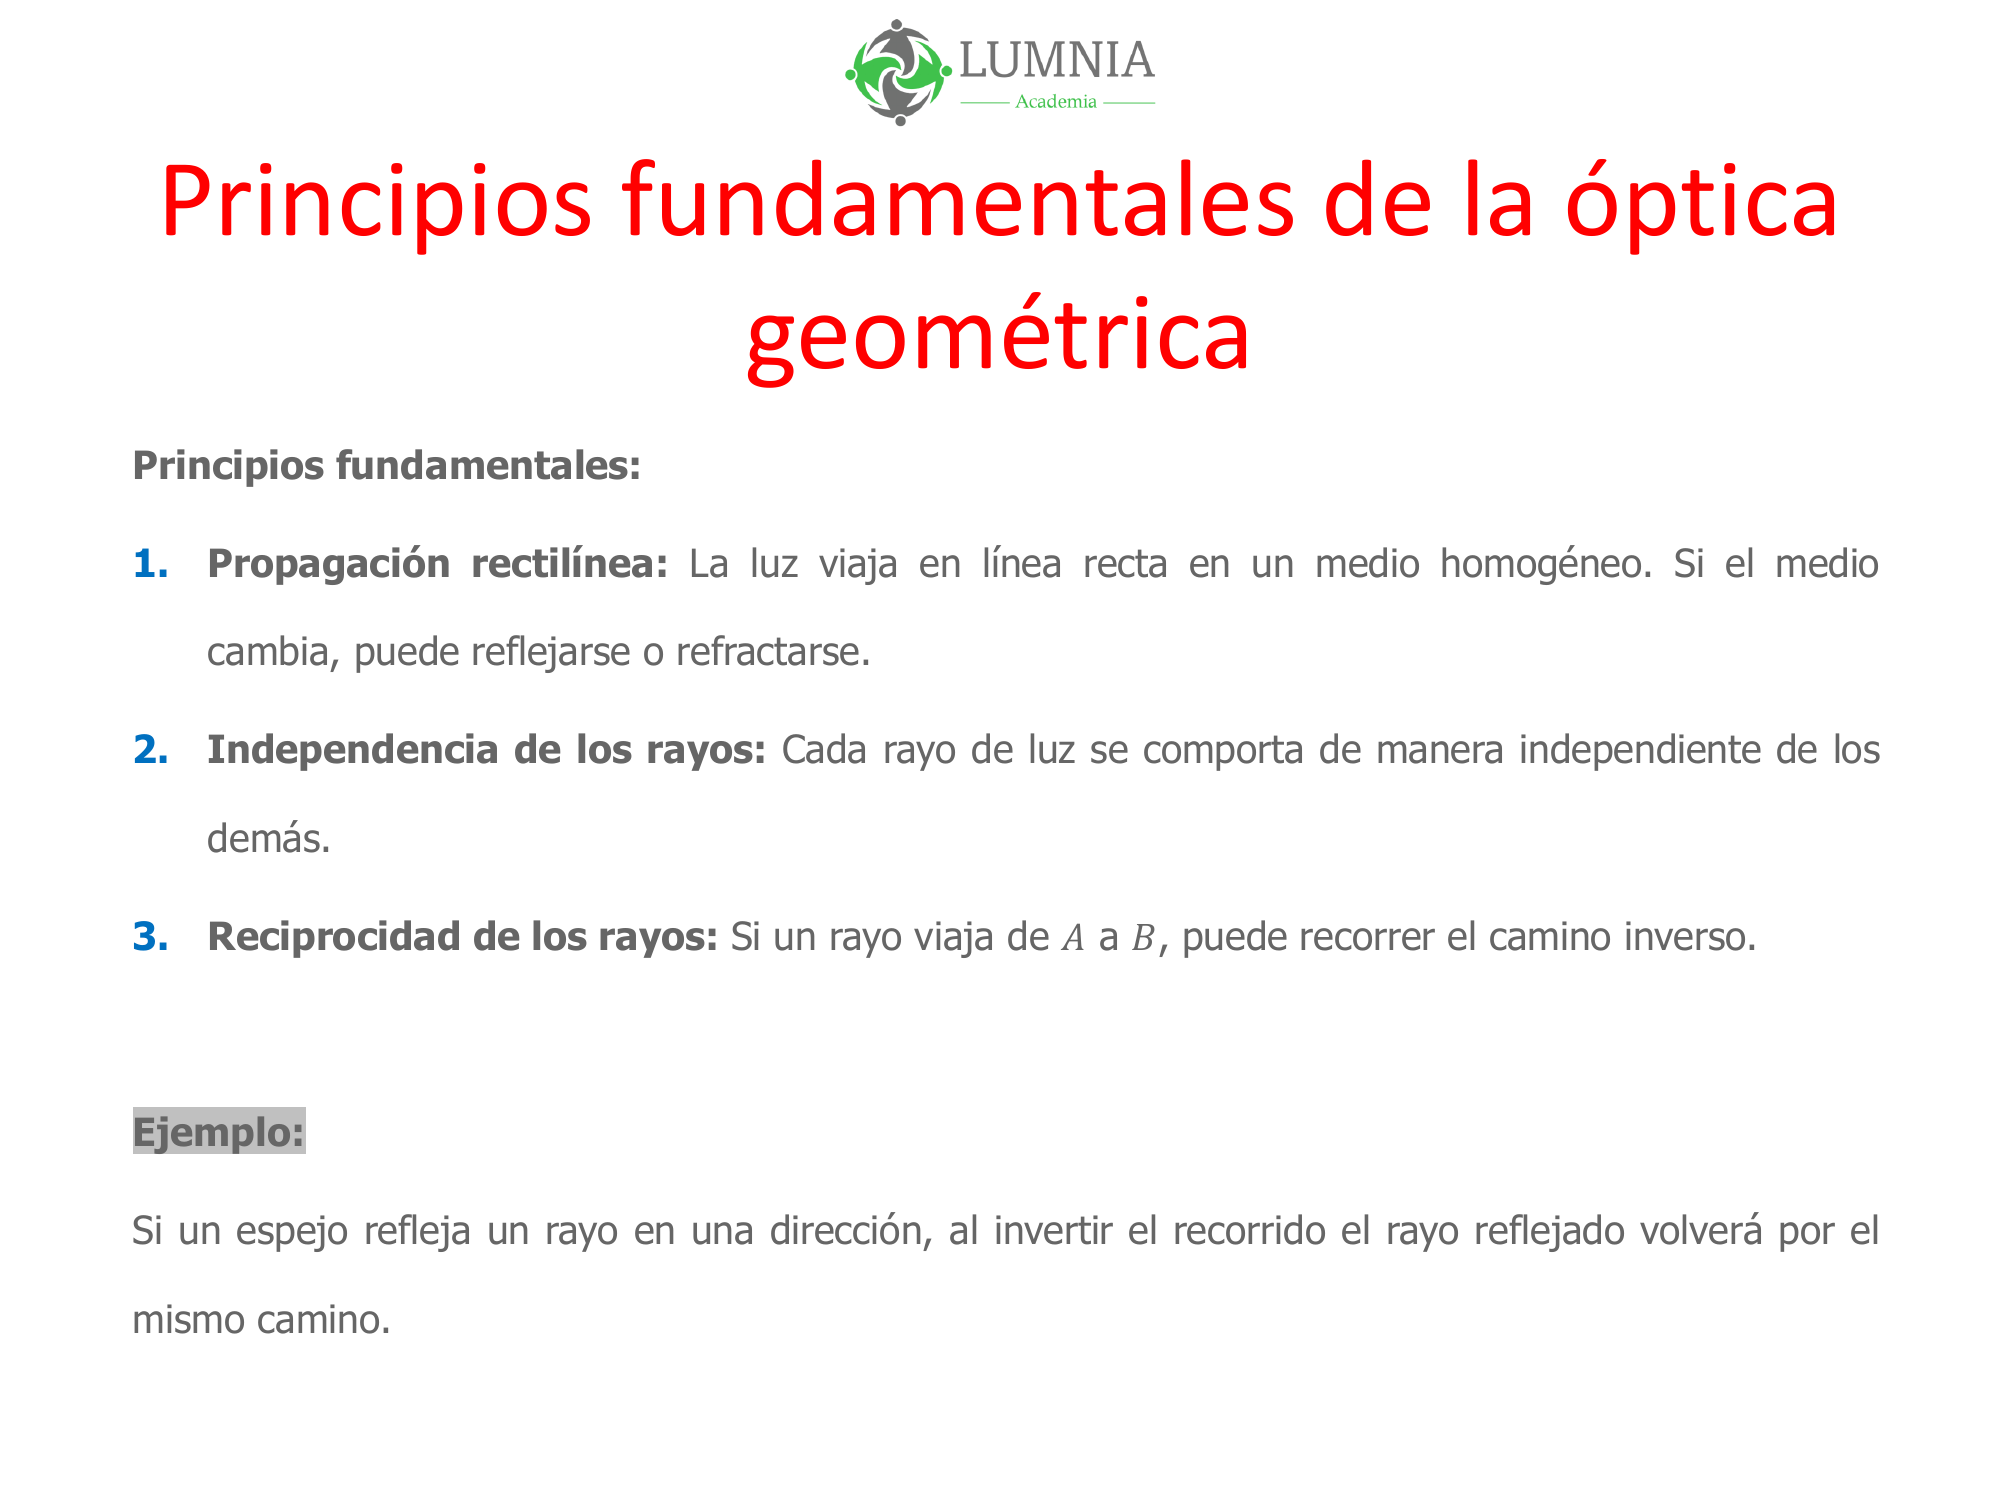 LUMNIA
Academia
Principios fundamentales de la óptica
geométrica
Principios fundamentales:
1. Propagación rectilínea: La luz viaja en línea recta en un medio homogéneo. Si el medio
cambia, puede reflejarse o refractarse.
2. Independencia de los rayos: Cada rayo de luz se comporta de manera independiente de los
demás.
3. Reciprocidad de los rayos: Si un rayo viaja de A a B, puede recorrer el camino inverso.
Ejemplo:
Si un espejo refleja un rayo en una dirección, al invertir el recorrido el rayo reflejado volverá por el
mismo camino.